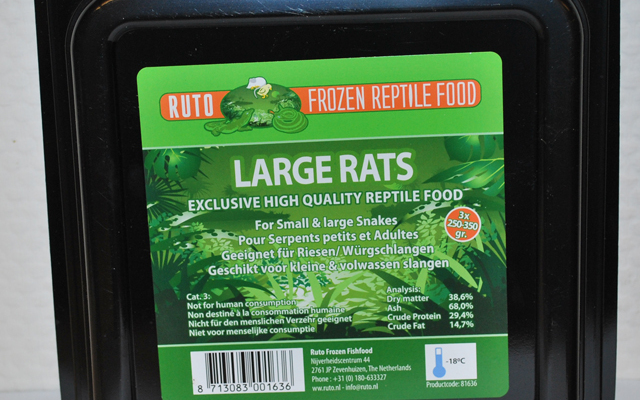 RUTO FROZEN REPTILE FOOD
LARGE RATS
EXCLUSIVE HIGH QUALITY REPTILE FOOD
For Small & large Snakes
Pour Serpents petits et Adultes
Geeignet für Riesen/ Würgschlangen
Geschikt voor kleine & volwassen slangen
3x
250-350
gr.
Cat. 3:
Not for human consumption
Non destiné à la consommation humaine
Nicht für den menslichen Verzehr geeignet
Niet voor menselijke consumptie
Analysis:
Dry matter 38,6%
Ash 68,0%
Crude Protein 29,4%
Crude Fat 14,7%
8 713083 001636
Ruto Frozen Fishfood
Nijverheidscentrum 44
2761 JP Zevenhuizen, The Netherlands
Phone : +31 (0) 180-633327
www.ruto.nl - info@ruto.nl
-18ºC
Productcode: 81636